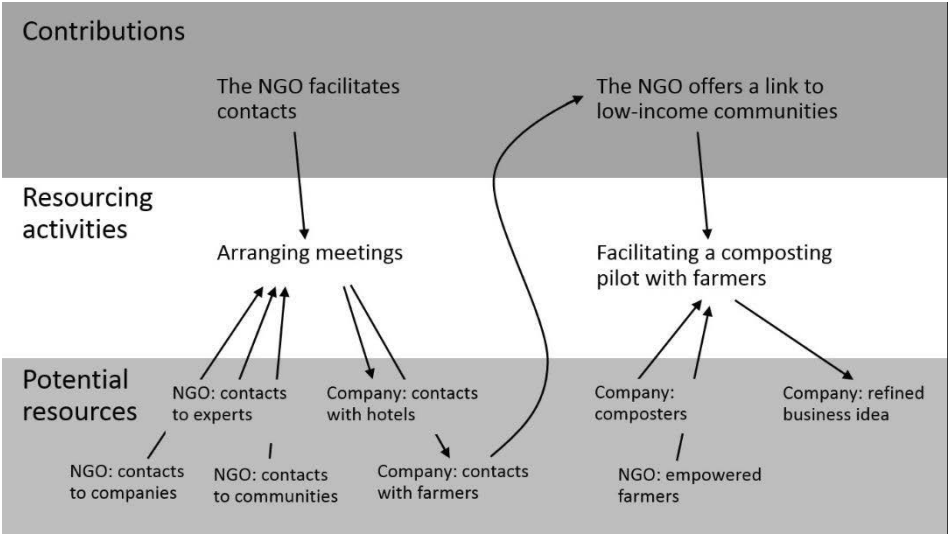 Contributions
The NGO facilitates
contacts
The NGO offers a link to
low-income communities
Resourcing
activities
Arranging meetings
Facilitating a composting
pilot with farmers
Potential
resources
NGO: contacts
to experts
Company: contacts
with hotels
Company:
composters
Company: refined
business idea
NGO: contacts
to companies
NGO: contacts
to communities
Company: contacts
with farmers
NGO: empowered
farmers